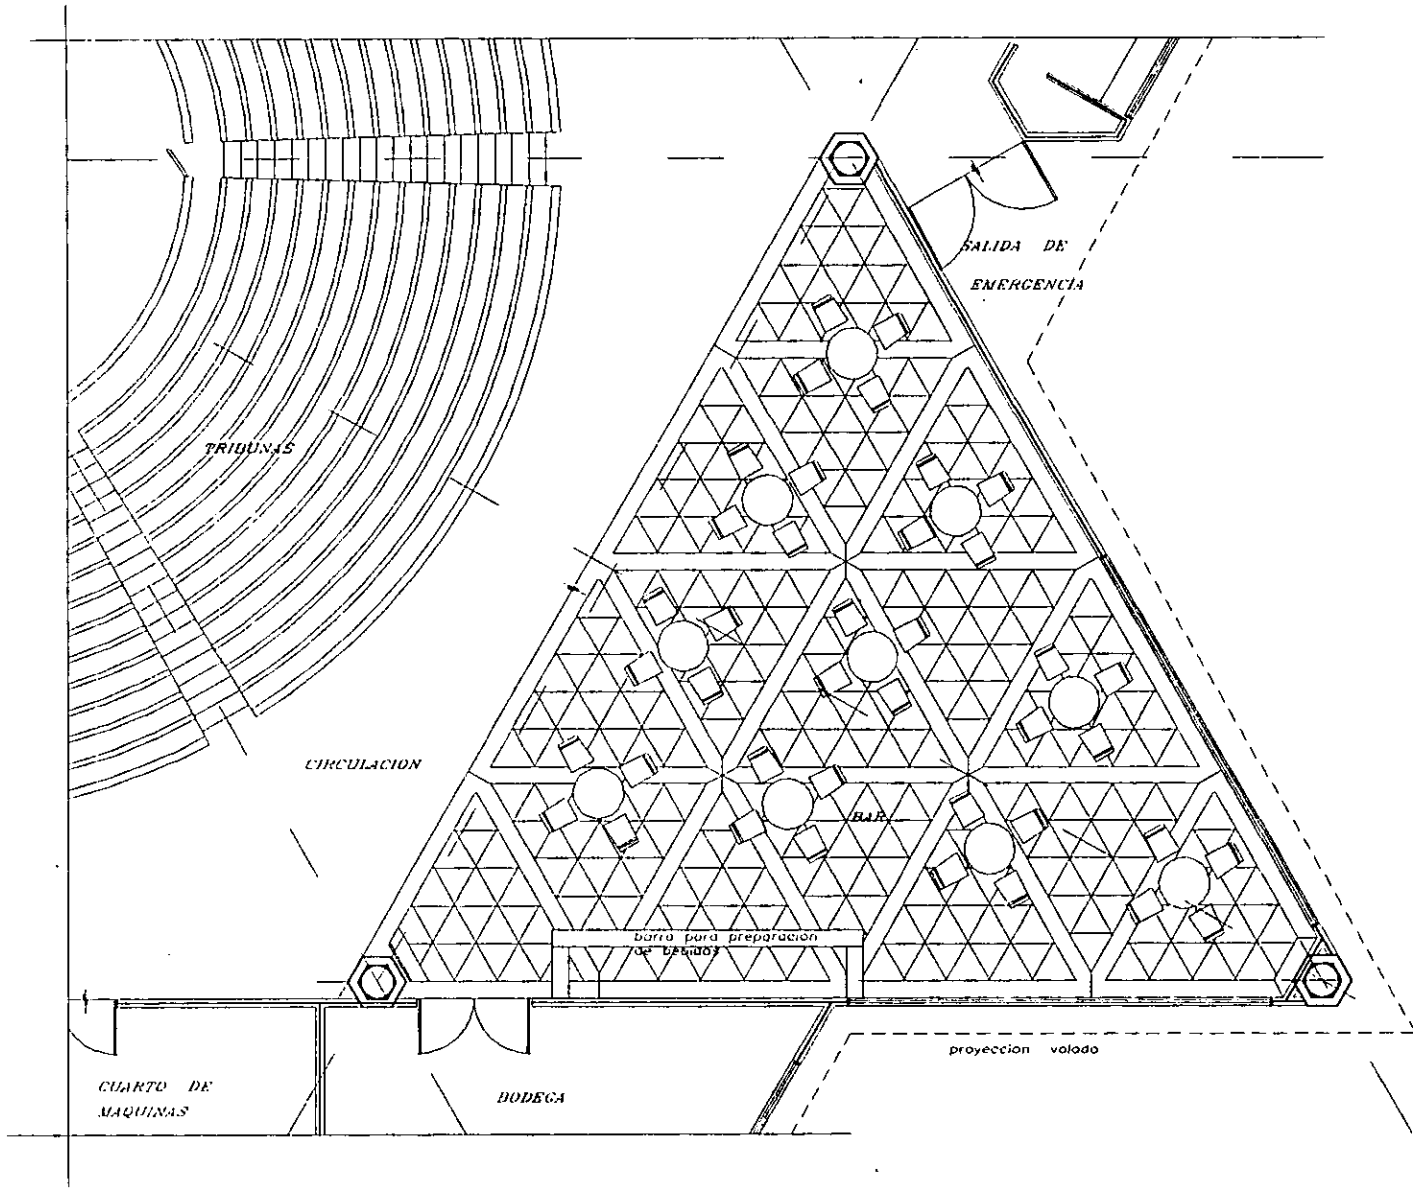 SALIDA DE
EMERGENCIA
TRIBUNAS
CIRCULACION
BAR
barra para preparacion
de bebidas
proyeccion volado
CUARTO DE
MAQUINAS
BODEGA